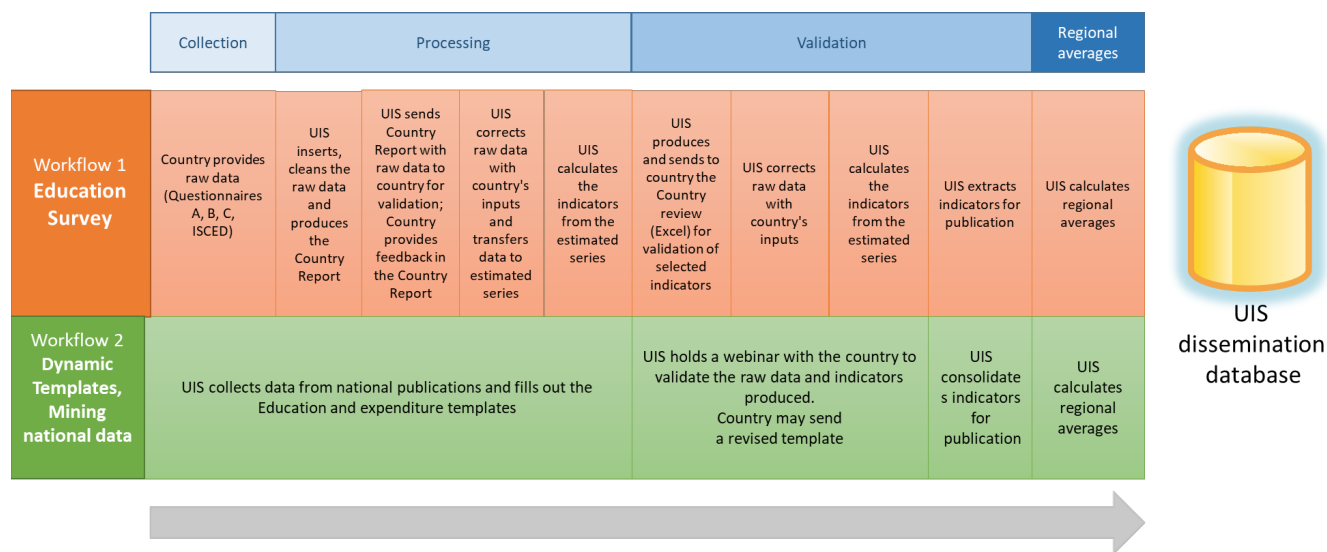 Collection
Processing
Validation
Regional
averages
Workflow 1
Education
Survey
Country provides
raw data
(Questionnaires
A, B, C,
ISCED)
UIS
inserts,
cleans the
raw data
and
produces
the
Country
Report
UIS sends
Country
Report with
raw data to
country for
validation;
Country
provides
feedback in
the Country
Report
UIS
corrects
raw data
with
country's
inputs
and
transfers
data to
estimated
series
UIS
calculates
the
indicators
from the
estimated
series
UIS
produces
and sends to
country the
Country
review
(Excel) for
validation of
selected
indicators
UIS corrects
raw data
with
country's
inputs
UIS
calculates
the
indicators
from the
estimated
series
UIS extracts
indicators for
publication
UIS calculates
regional
averages
Workflow 2
Dynamic
Templates,
Mining
national data
UIS collects data from national publications and fills out the
Education and expenditure templates
UIS holds a webinar with the country to
validate the raw data and indicators
produced.
Country may send
a revised template
UIS
consolidate
s indicators
for
publication
UIS
calculates
regional
averages
UIS
dissemination
database